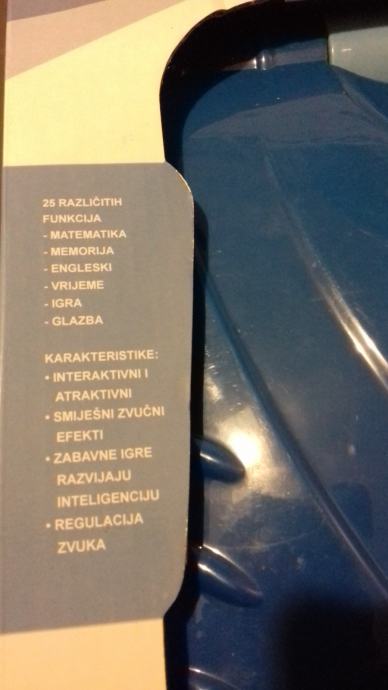 25 RAZLIČITIH
FUNKCIJA
- MATEMATIKA
- MEMORIJA
- ENGLESKI
- VRIJEME
- IGRA
- GLAZBA
KARAKTERISTIKE:
• INTERAKTIVNI I
ATRAKTIVNI
• SMIJEŠNI ZVUČNI
EFEKTI
• ZABAVNE IGRE
RAZVIJAJU
INTELIGENCIJU
• REGULACIJA
ZVUKA